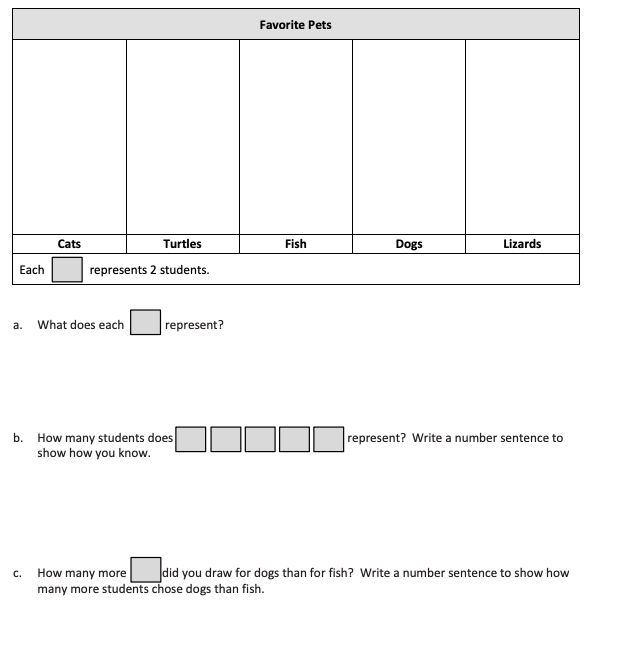 Favorite Pets
Cats Turtles Fish Dogs Lizards
Each represents 2 students.
a. What does each represent?
b. How many students does represent? Write a number sentence to
show how you know.
c. How many more did you draw for dogs than for fish? Write a number sentence to show how
many more students chose dogs than fish.